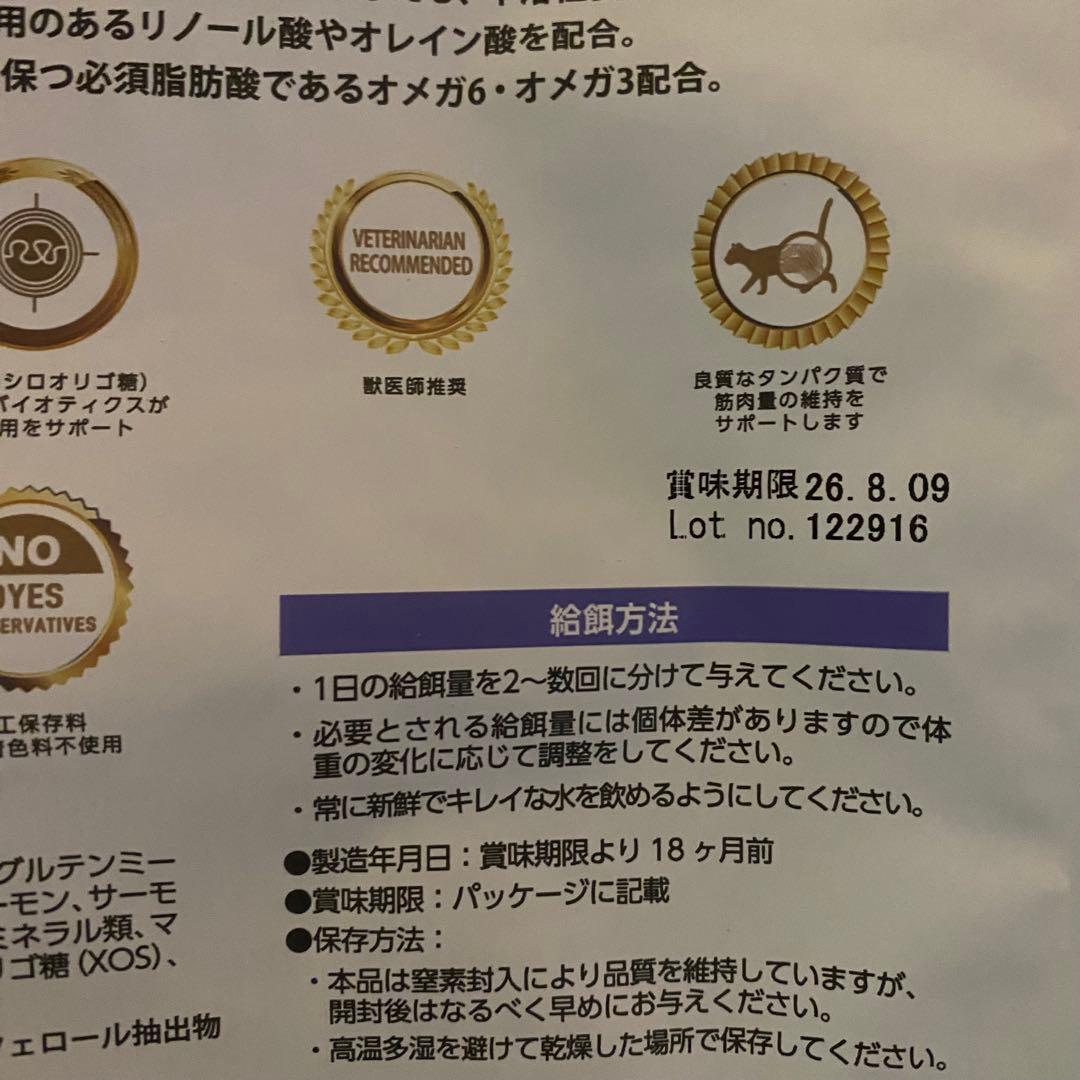 用のあるリノール酸やオレイン酸を配合。
保つ必須脂肪酸であるオメガ6・オメガ3配合。
VETERINARIAN
RECOMMENDED
シロオリゴ糖)
バイオティクスが
用をサポート
獣医師推奨
良質なタンパク質で
筋肉量の維持を
サポートします
賞味期限 26.8.09
Lot no. 122916
NO
DYES
ERVATIVES
工保存料
着色料不使用
給餌方法
・1日の給餌量を2〜数回に分けて与えてください。
・必要とされる給餌量には個体差がありますので体
重の変化に応じて調整をしてください。
・常に新鮮でキレイな水を飲めるようにしてください。
●製造年月日：賞味期限より18ヶ月前
●賞味期限：パッケージに記載
●保存方法：
・本品は窒素封入により品質を維持していますが、
開封後はなるべく早めにお与えください。
・高温多湿を避けて乾燥した場所で保存してください。
グルテンミー
ーモン、サーモ
ミネラル類、マ
リゴ糖（XOS）、
フェロール抽出物